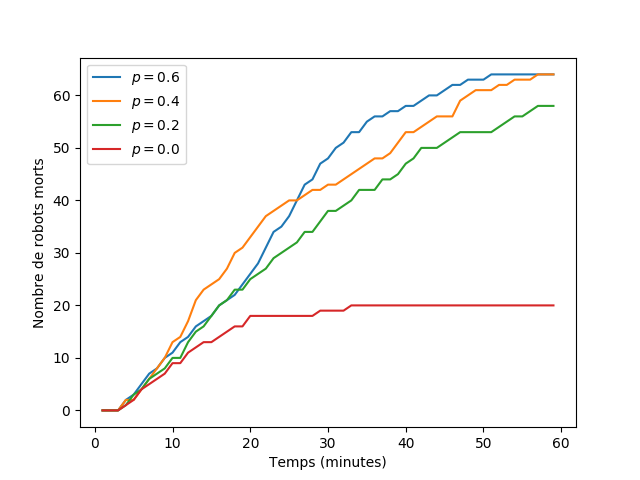 p = 0.6
p = 0.4
p = 0.2
p = 0.0
Nombre de robots morts
60
50
40
30
20
10
0
0 10 20 30 40 50 60
Temps (minutes)